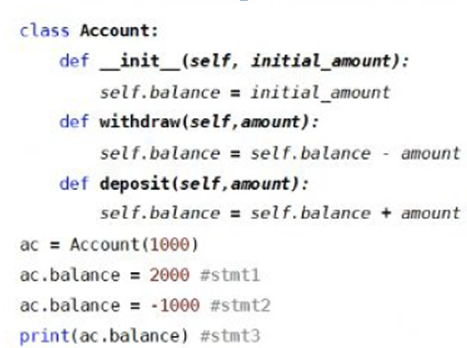 class Account:
def __init__(self, initial_amount):
self.balance = initial_amount
def withdraw(self,amount):
self.balance = self.balance - amount
def deposit(self,amount):
self.balance = self.balance + amount
ac = Account(1000)
ac.balance = 2000 #stmt1
ac.balance = -1000 #stmt2
print(ac.balance) #stmt3